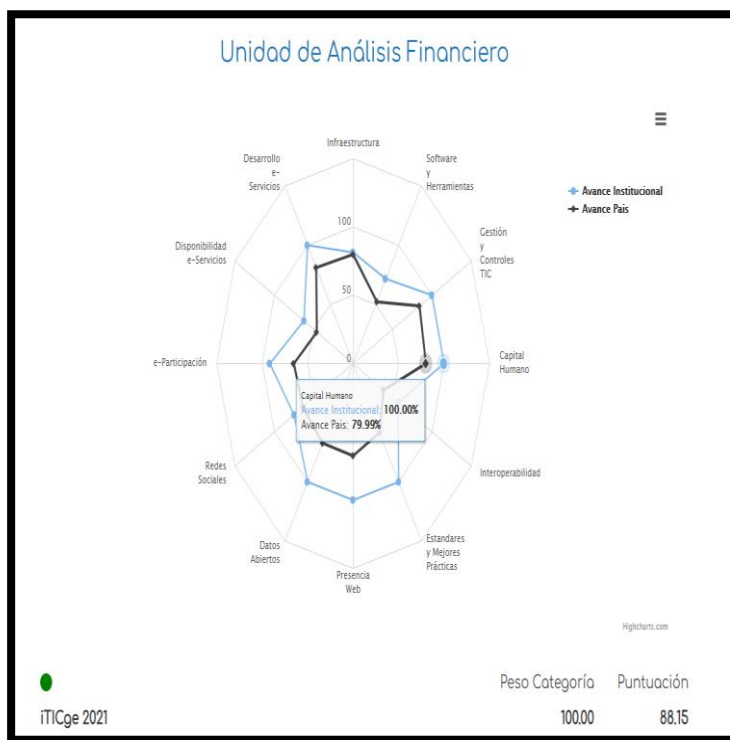 Unidad de Análisis Financiero
Infraestructura
Software
y
Herramientas
Gestión
y
Controles
TIC
Capital
Humano
Interoperabilidad
Estandares
y Mejores
Prácticas
Presencia
Web
Datos
Abiertos
Redes
Sociales
e-Participación
Disponibilidad
e-Servicios
Desarrollo
e-
Servicios
100
50
0
Avance Institucional
Avance Pais
Capital Humano
Avance Institucional: 100.00%
Avance Pais: 79.99%
Highcharts.com
Peso Categoría Puntuación
iTICge 2021 100.00 88.15